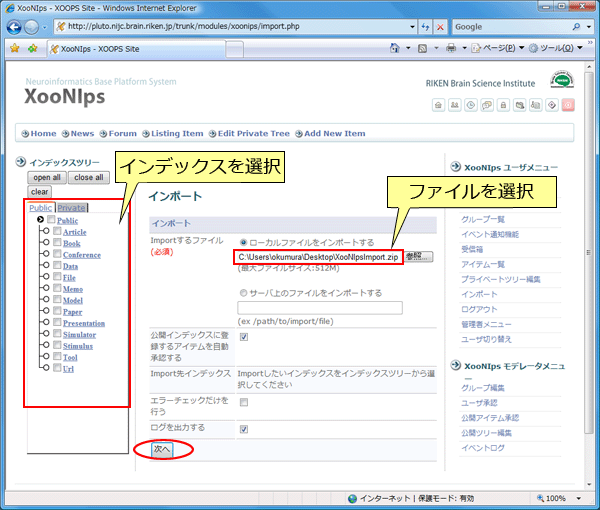 XooNIps - XOOPS Site - Windows Internet Explorer
http://pluto.nijc.brain.riken.jp/trunk/modules/xoonips/import.php
Google
XooNIps - XOOPS Site
ページ(P)
ツール(O)
Neuroinformatics Base Platform System
XooNIps
RIKEN Brain Science Institute
Home
News
Forum
Listing Item
Edit Private Tree
Add New Item
インデックスツリー
open all
close all
clear
Public
Private
Public
Article
Book
Conference
Data
File
Memo
Model
Paper
Presentation
Simulator
Stimulus
Tool
Url
インデックスを選択
ファイルを選択
インポート
インポート
Importするファイル
(必須)
ローカルファイルをインポートする
C:\Users\okumura\Desktop\XooNIpsImport.zip
参照...
(最大ファイルサイズ:512M)
サーバ上のファイルをインポートする
(ex /path/to/import/file)
公開インデックスに登
録するアイテムを自動
承認する
Import先インデックス
Importしたいインデックスをインデックスツリーから選
択してください
エラーチェックだけを
行う
ログを出力する
次へ
XooNIps ユーザメニュー
グループ一覧
イベント通知機能
受信箱
アイテム一覧
プライベートツリー編集
インポート
ログアウト
管理者メニュー
ユーザ切り替え
XooNIps モデレータメニュ
ー
グループ編集
ユーザ承認
公開アイテム承認
公開ツリー編集
イベントログ
インターネット | 保護モード: 有効
100%